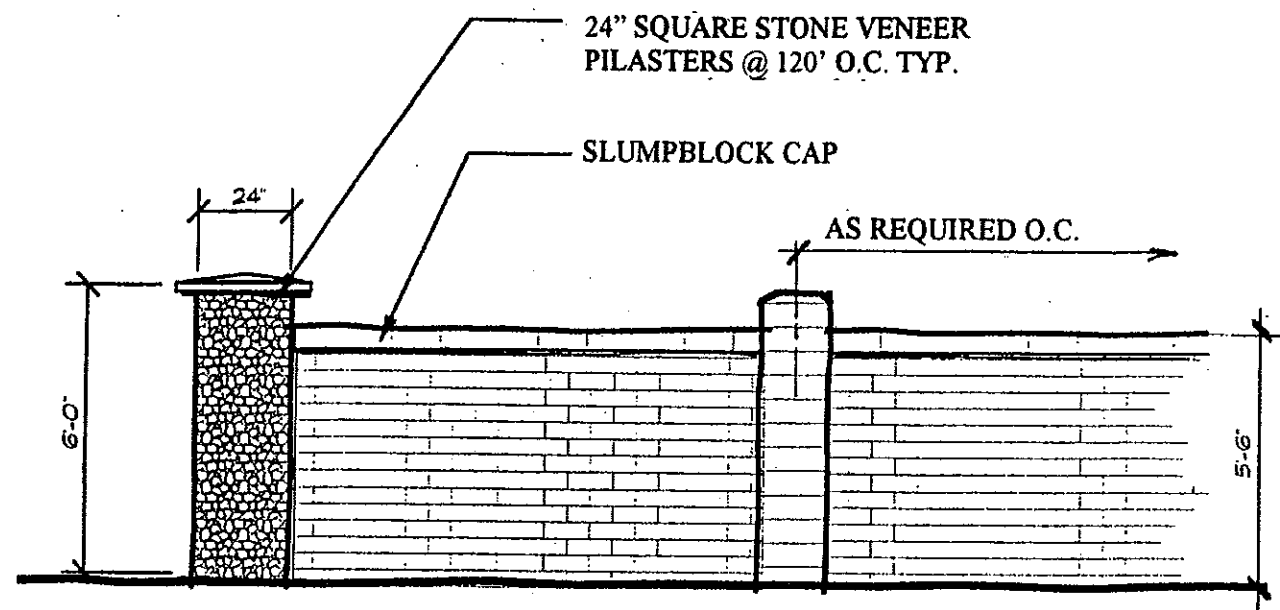 24” SQUARE STONE VENEER
PILASTERS @ 120' O.C. TYP.
SLUMPBLOCK CAP
24"
AS REQUIRED O.C.
6'-0"
5'-6"